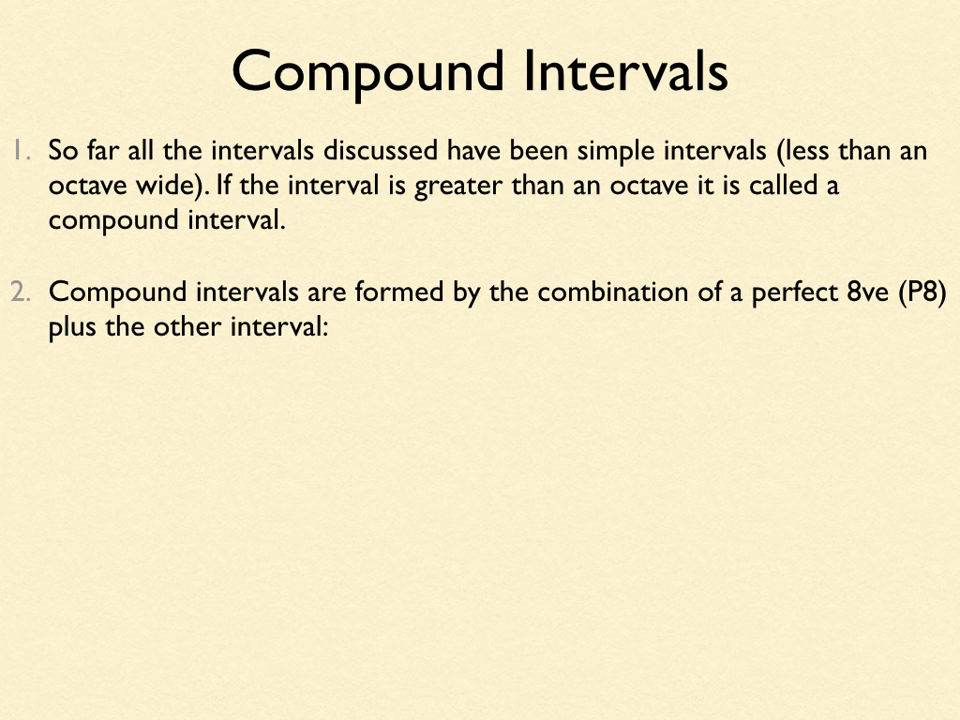 Compound Intervals
1. So far all the intervals discussed have been simple intervals (less than an
octave wide). If the interval is greater than an octave it is called a
compound interval.
2. Compound intervals are formed by the combination of a perfect 8ve (P8)
plus the other interval: